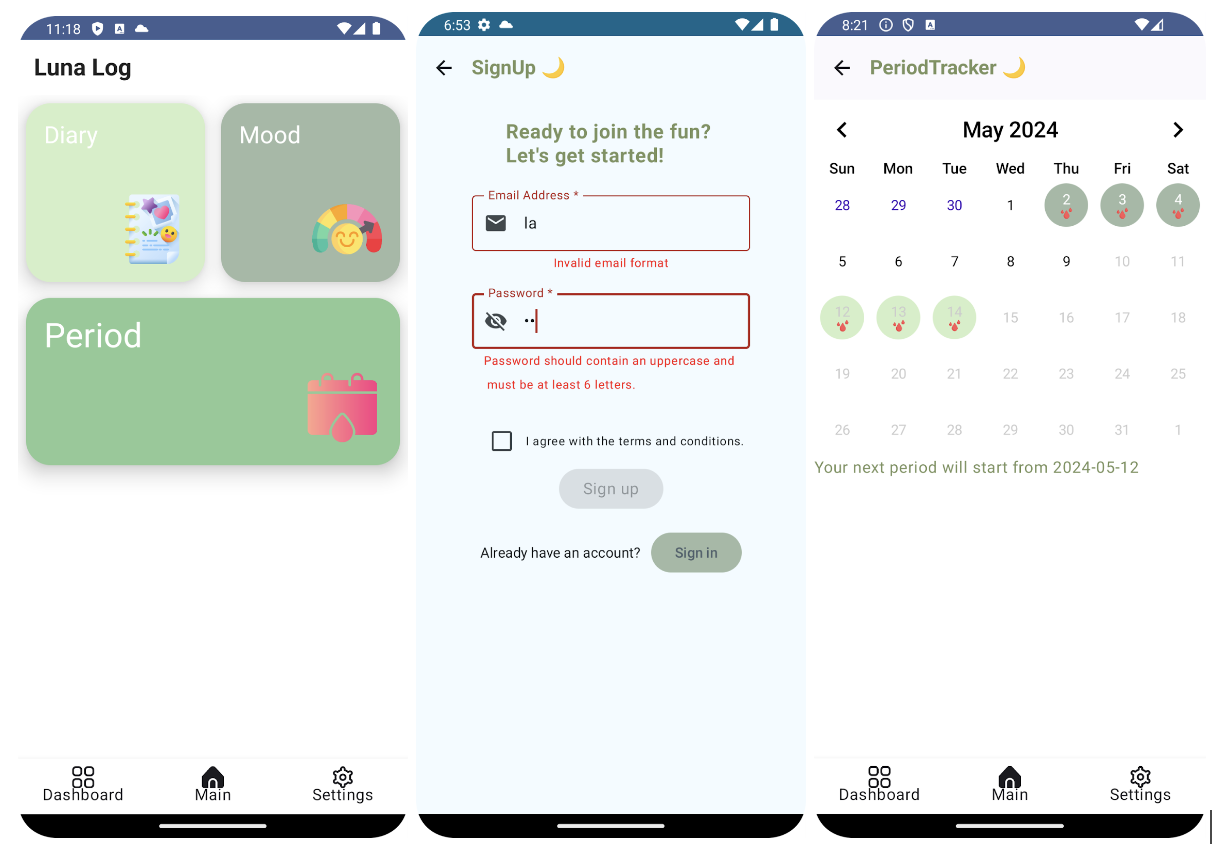 11:18
Luna Log
Diary
Mood
Period
Dashboard Main Settings
6:53
SignUp 🌙
Ready to join the fun?
Let's get started!
Email Address *
la
Invalid email format
Password *
Password should contain an uppercase and
must be at least 6 letters.
I agree with the terms and conditions.
Sign up
Already have an account? Sign in
8:21
PeriodTracker 🌙
May 2024
Sun Mon Tue Wed Thu Fri Sat
28 29 30 1 2 3 4
5 6 7 8 9 10 11
12 13 14 15 16 17 18
19 20 21 22 23 24 25
26 27 28 29 30 31 1
Your next period will start from 2024-05-12
Dashboard Main Settings